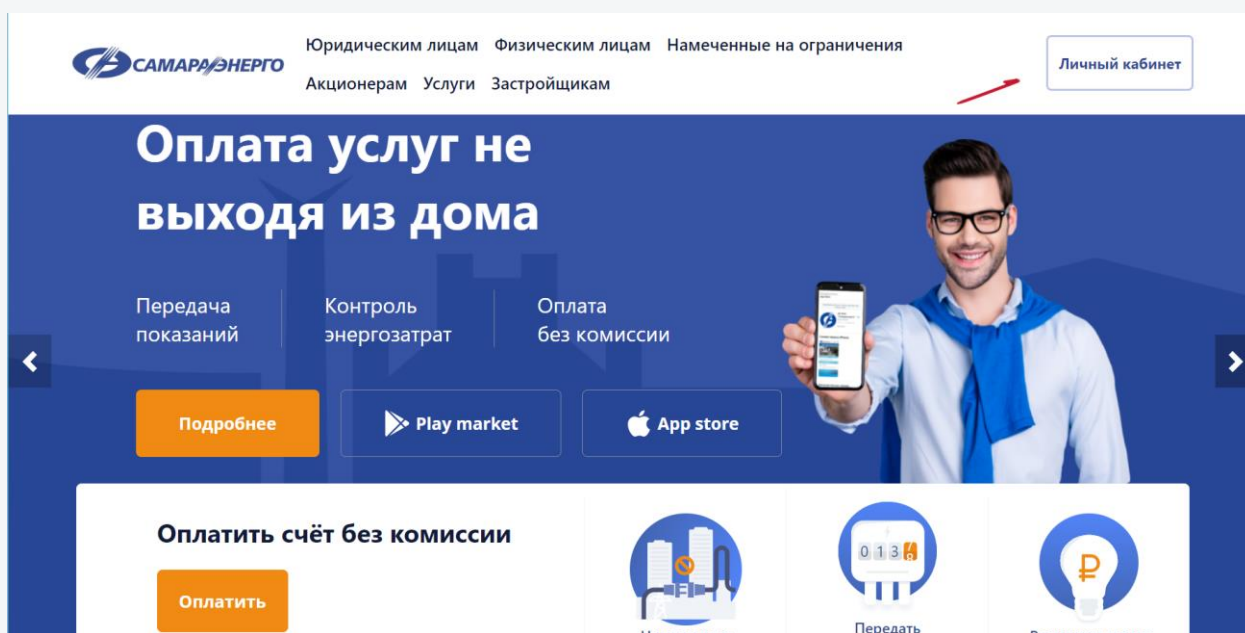 Юридическим лицам Физическим лицам Намеченные на ограничения
САМАРАЭНЕРГО
Личный кабинет
Акционерам Услуги Застройщикам
Оплата услуг не
выходя из дома
Передача
показаний
Контроль
энергозатрат
Оплата
без комиссии
Подробнее
Play market
App store
Оплатить счёт без комиссии
Оплатить
0 1 3
Передать